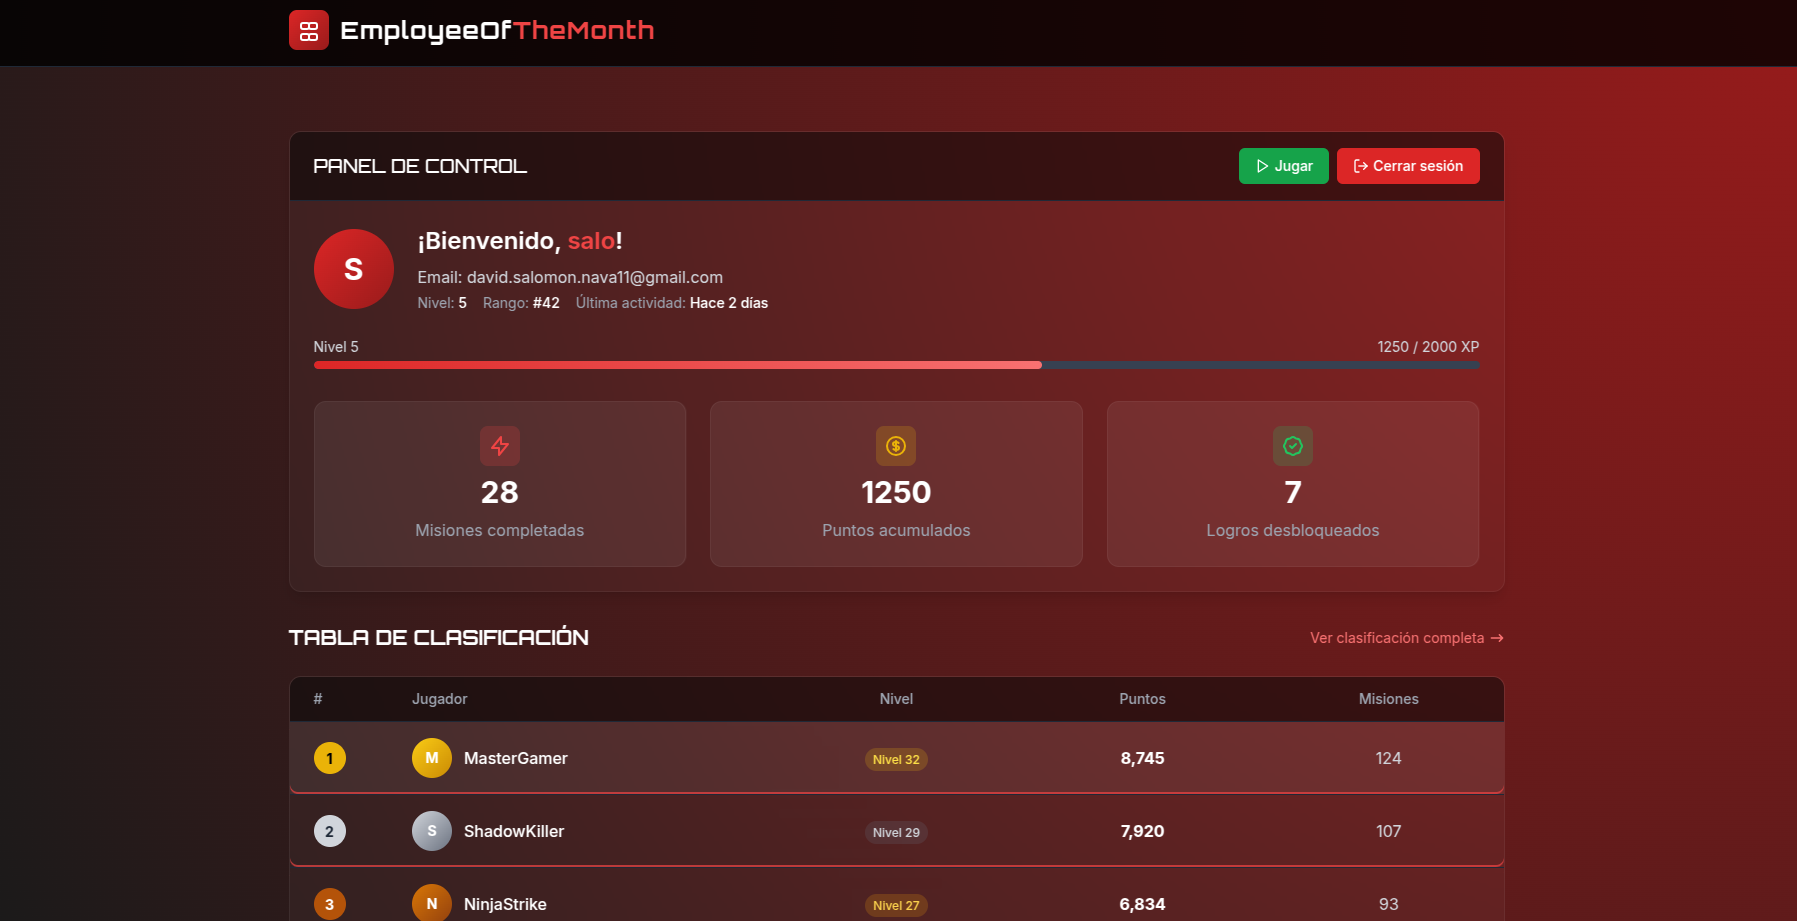 EmployeeOfTheMonth
PANEL DE CONTROL
Jugar
Cerrar sesión
S
¡Bienvenido, salo!
Email: david.salomon.nava11@gmail.com
Nivel: 5 Rango: #42 Última actividad: Hace 2 días
Nivel 5
1250 / 2000 XP
28
Misiones completadas
1250
Puntos acumulados
7
Logros desbloqueados
TABLA DE CLASIFICACIÓN
Ver clasificación completa →
# Jugador Nivel Puntos Misiones
1 M MasterGamer Nivel 32 8,745 124
2 S ShadowKiller Nivel 29 7,920 107
3 N NinjaStrike Nivel 27 6,834 93